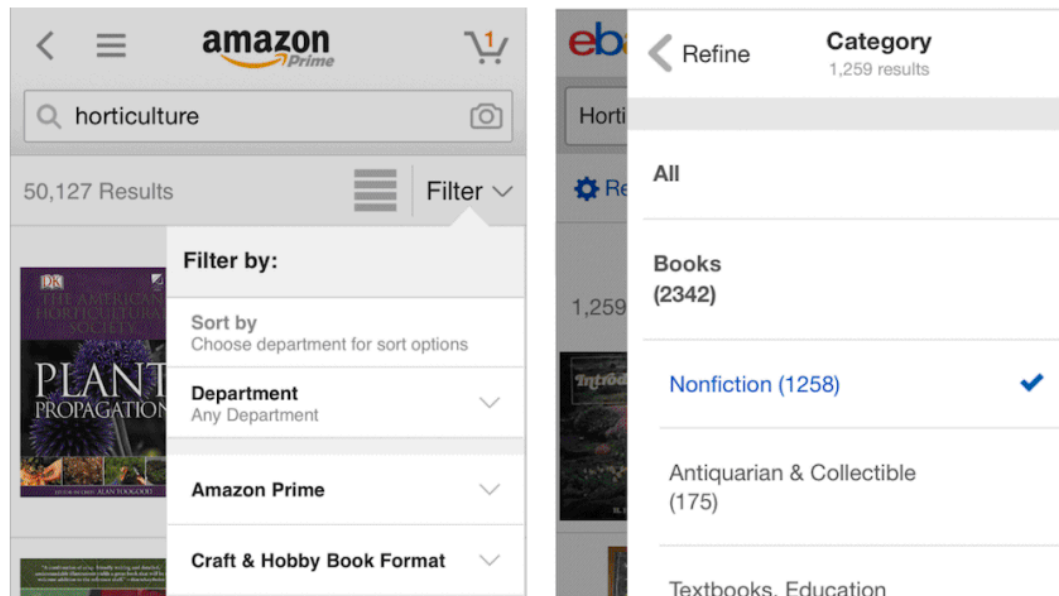 amazon
Prime
1
horticulture
50,127 Results
Filter
Filter by:
Sort by
Choose department for sort options
Department
Any Department
Amazon Prime
Craft & Hobby Book Format
DK
THE AMERICAN
HORTICULTURAL
SOCIETY
PLANT
PROPAGATION
ALAN TOOGOOD
eb
Refine
Category
1,259 results
Horti
Re
All
Books
(2342)
1,259
Introd
Nonfiction (1258)
Antiquarian & Collectible
(175)
Textbooks, Education